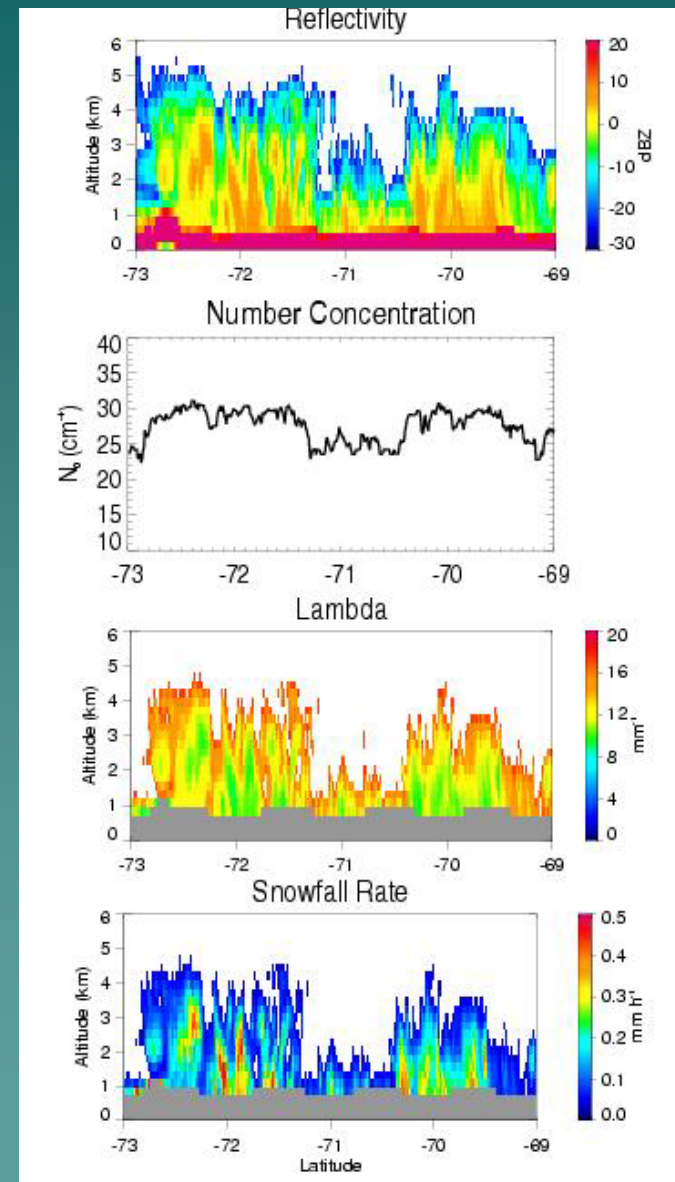 Reflectivity
6
5
4
3
2
1
0
Altitude (km)
-73 -72 -71 -70 -69
20
10
0
-10
-20
-30
dBZ
Number Concentration
40
35
30
25
20
15
10
N₀ (cm⁻⁴)
-73 -72 -71 -70 -69
Lambda
6
5
4
3
2
1
0
Altitude (km)
-73 -72 -71 -70 -69
20
16
12
8
4
0
mm⁻¹
Snowfall Rate
6
5
4
3
2
1
0
Altitude (km)
-73 -72 -71 -70 -69
Latitude
0.5
0.4
0.3
0.2
0.1
0.0
mm h⁻¹